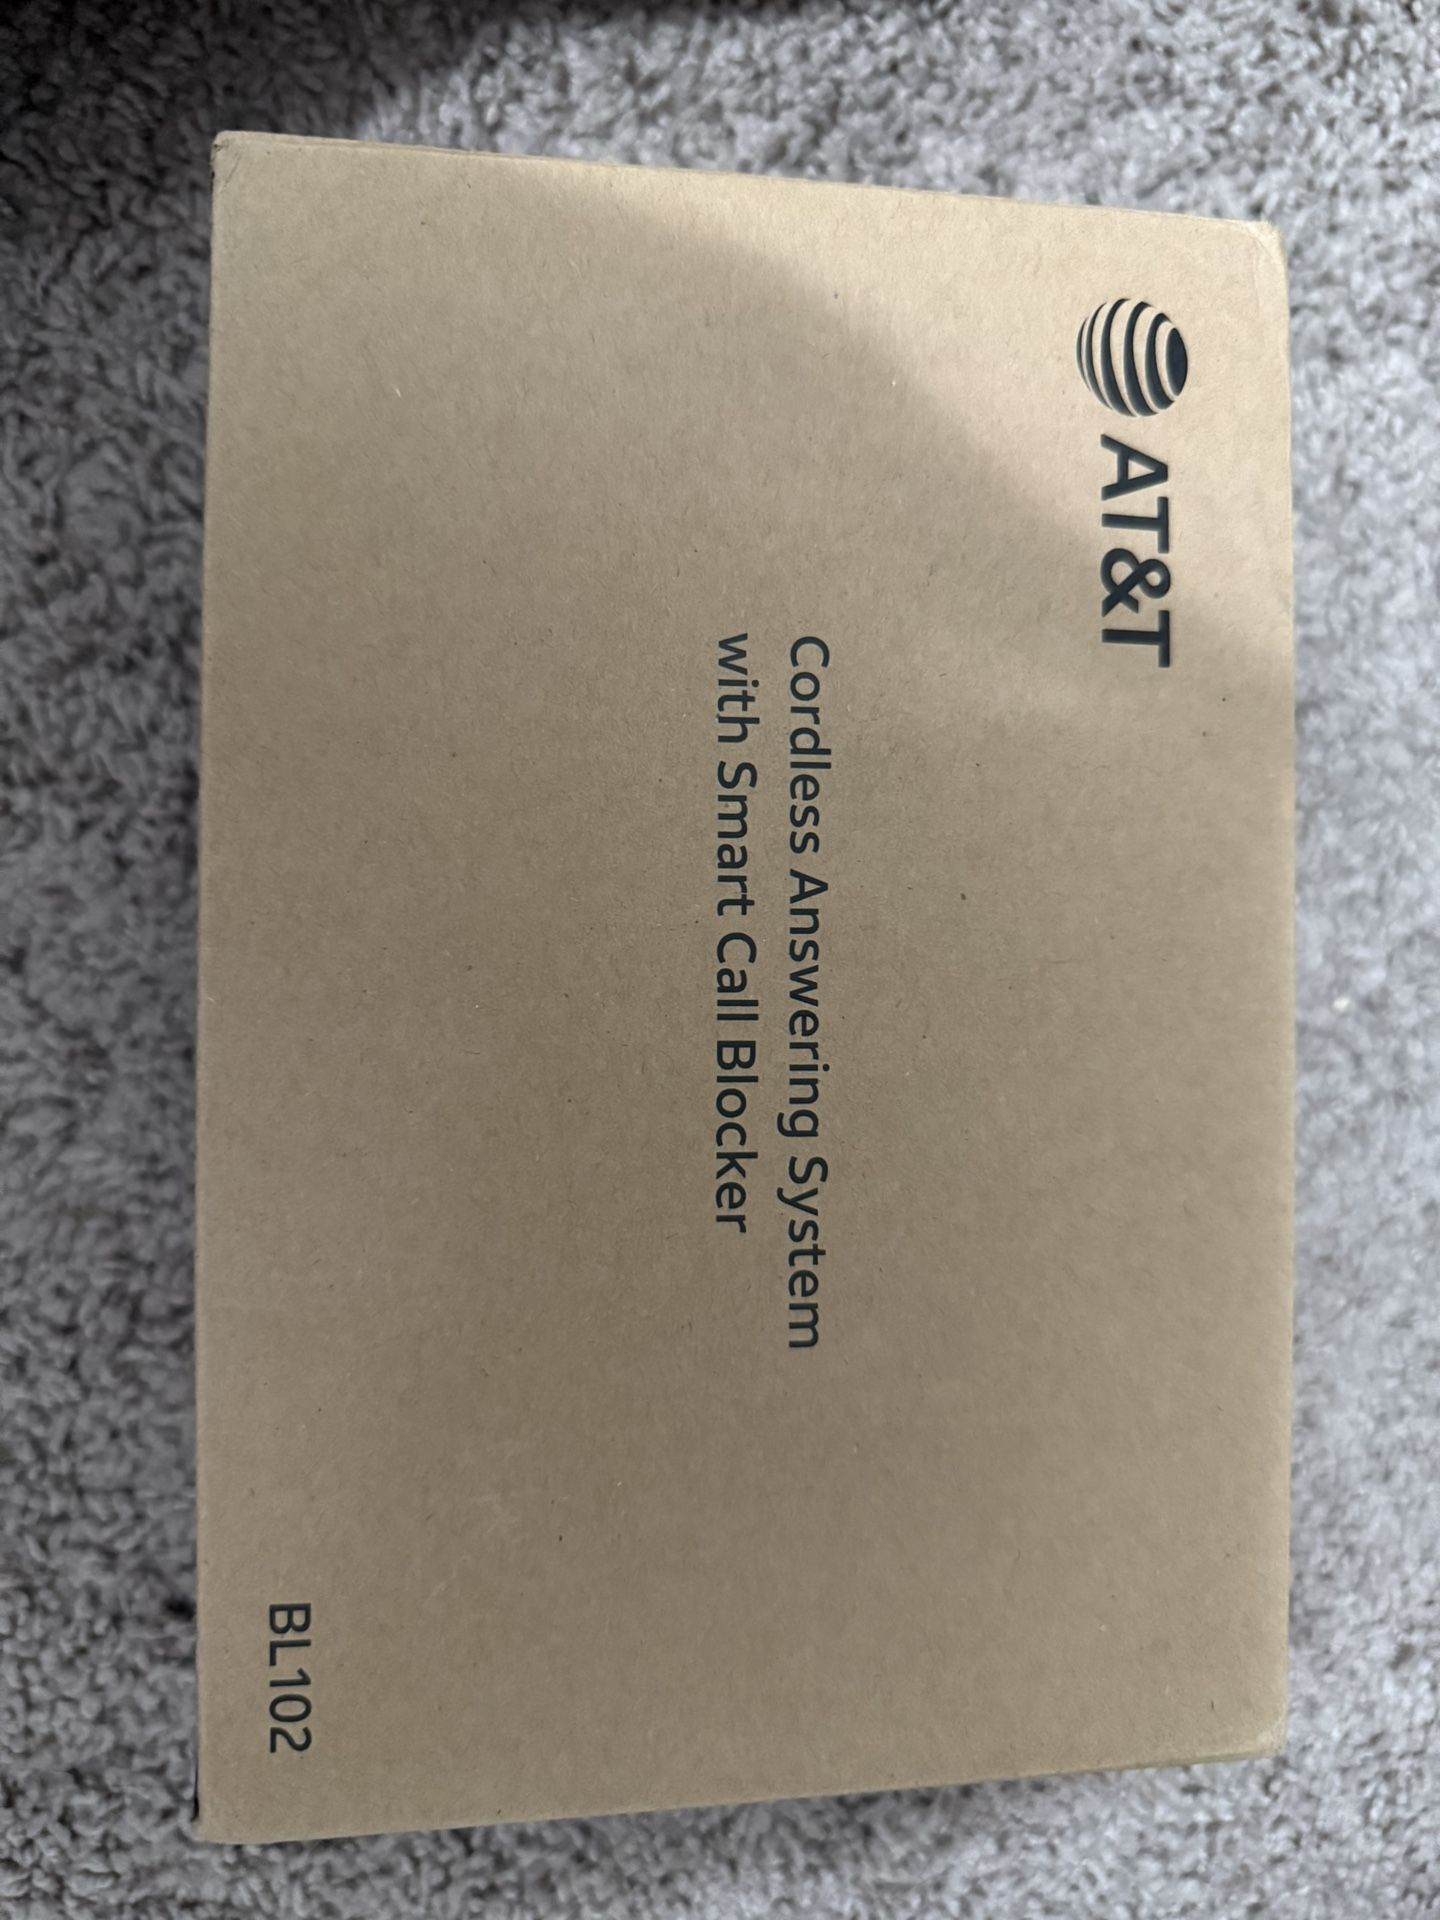 AT&T
Cordless Answering System
with Smart Call Blocker
BL102